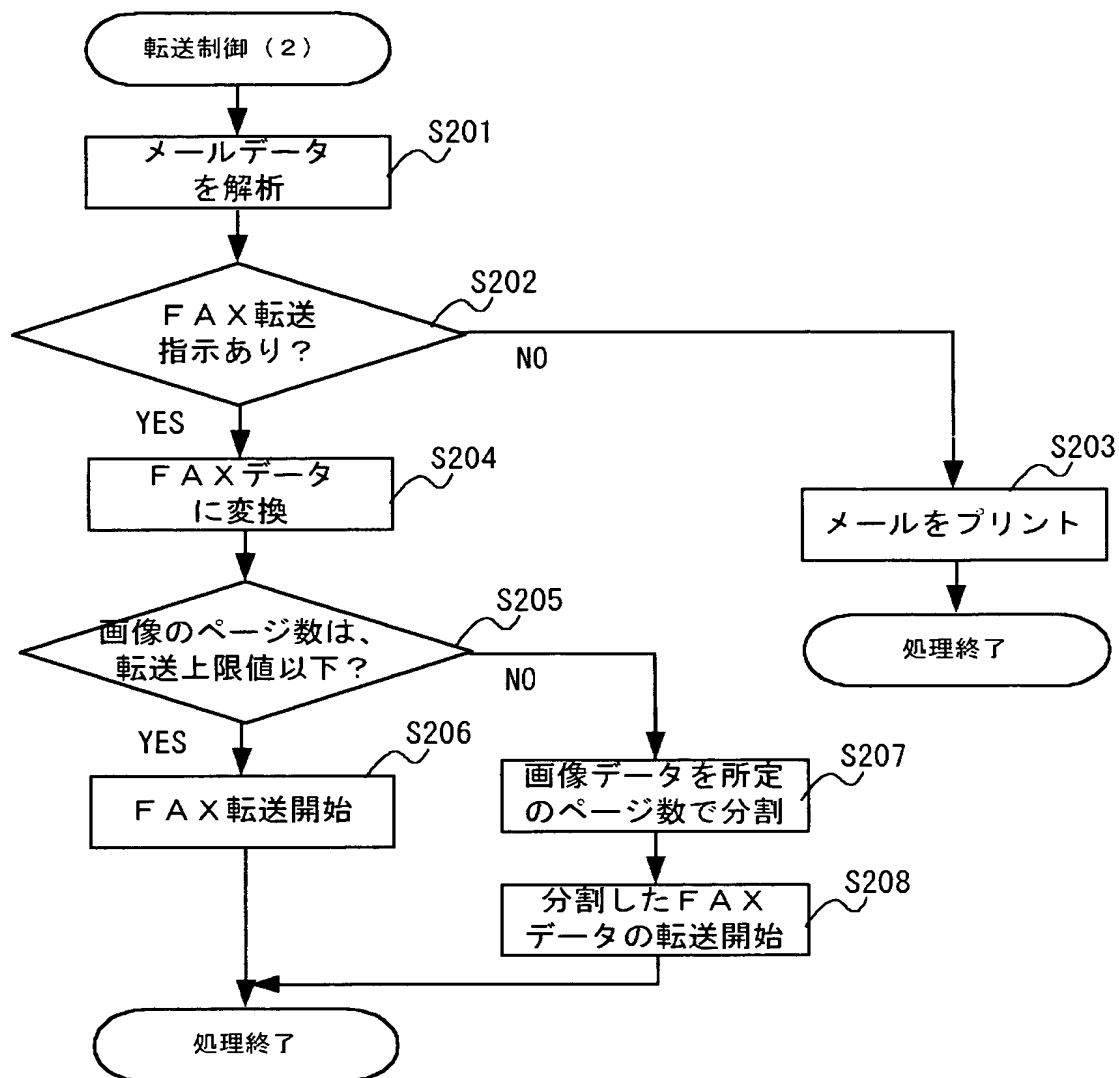 転送制御（２）
S201
メールデータ
を解析
S202
ＦＡＸ転送
指示あり？
NO
YES
S204
ＦＡＸデータ
に変換
S203
メールをプリント
S205
画像のページ数は、
転送上限値以下？
処理終了
NO
YES
S206
ＦＡＸ転送開始
S207
画像データを所定
のページ数で分割
S208
分割したＦＡＸ
データの転送開始
処理終了